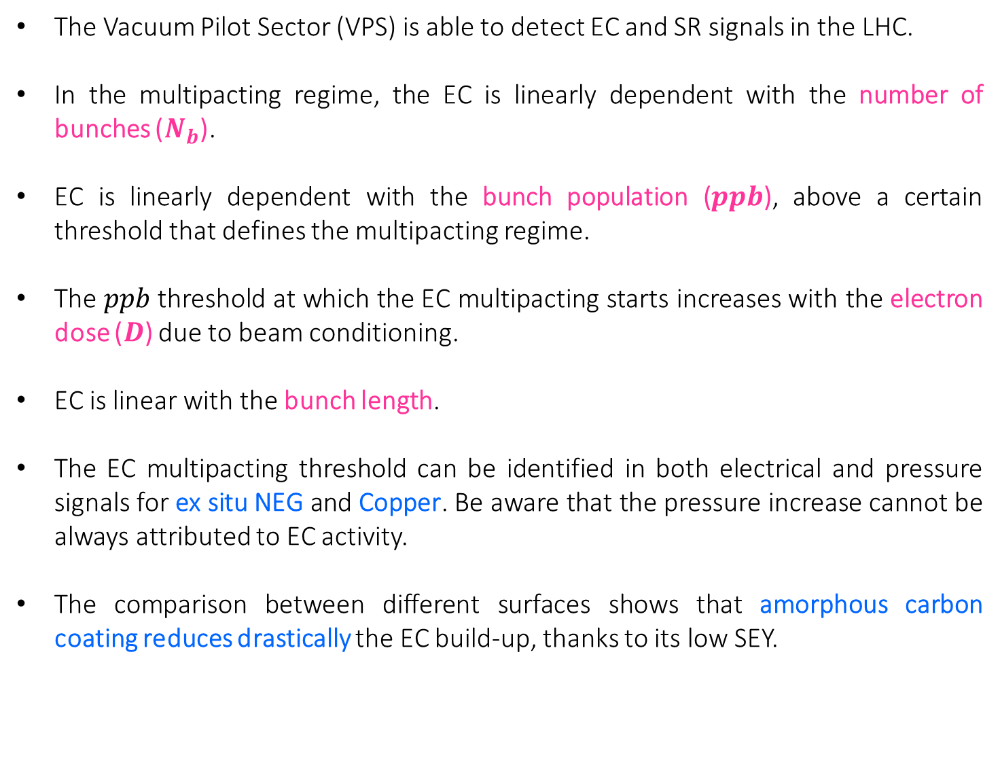 • The Vacuum Pilot Sector (VPS) is able to detect EC and SR signals in the LHC.
• In the multipacting regime, the EC is linearly dependent with the number of
bunches (N_b).
• EC is linearly dependent with the bunch population (ppb), above a certain
threshold that defines the multipacting regime.
• The ppb threshold at which the EC multipacting starts increases with the electron
dose (D) due to beam conditioning.
• EC is linear with the bunch length.
• The EC multipacting threshold can be identified in both electrical and pressure
signals for ex situ NEG and Copper. Be aware that the pressure increase cannot be
always attributed to EC activity.
• The comparison between different surfaces shows that amorphous carbon
coating reduces drastically the EC build-up, thanks to its low SEY.